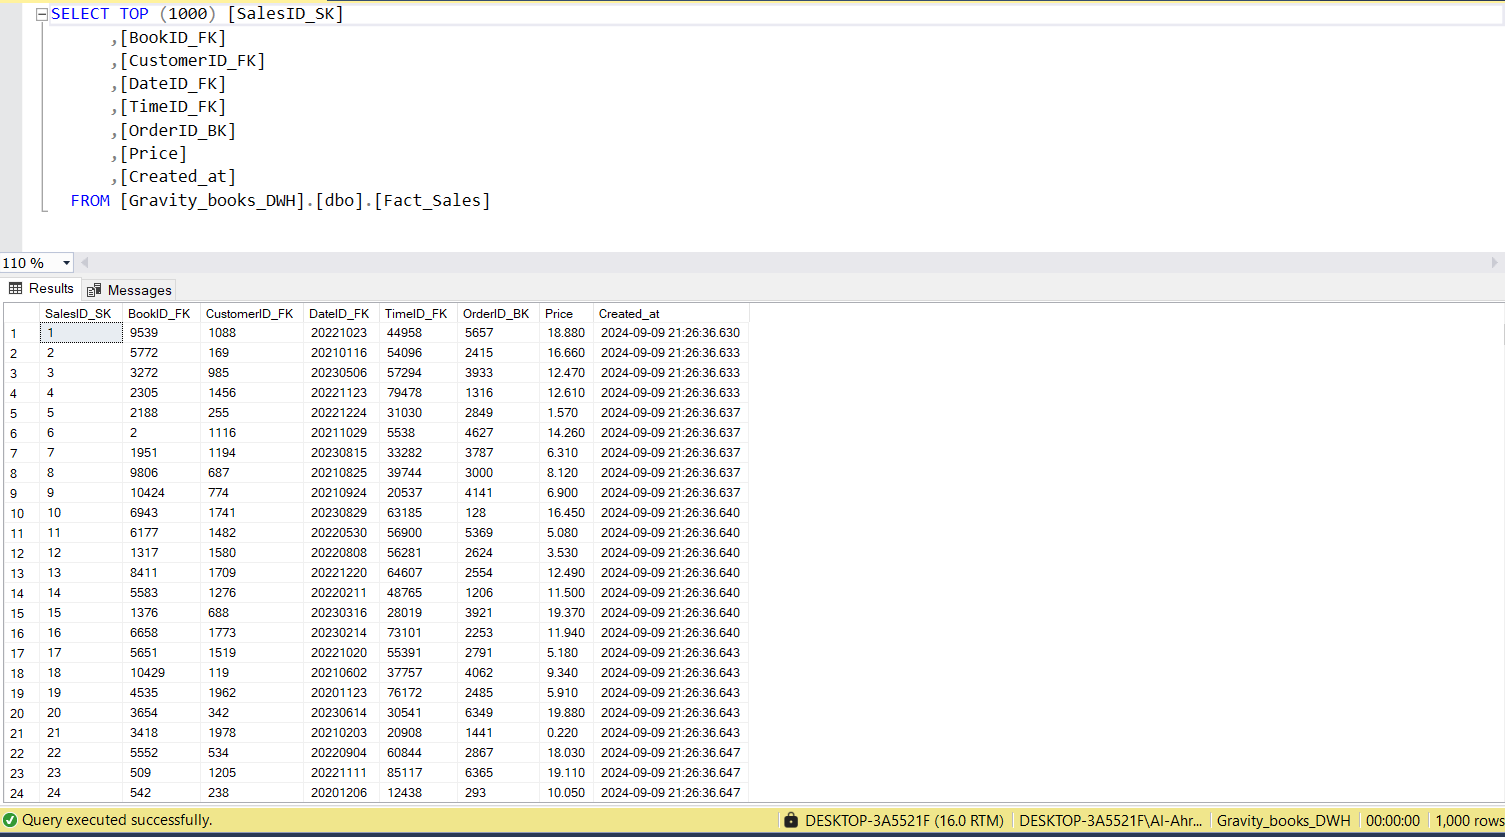 SELECT TOP (1000) [SalesID_SK]
,[BookID_FK]
,[CustomerID_FK]
,[DateID_FK]
,[TimeID_FK]
,[OrderID_BK]
,[Price]
,[Created_at]
FROM [Gravity_books_DWH].[dbo].[Fact_Sales]
110 %
Results Messages
SalesID_SK BookID_FK CustomerID_FK DateID_FK TimeID_FK OrderID_BK Price Created_at
1 1 9539 1088 20221023 44958 5657 18.880 2024-09-09 21:26:36.630
2 2 5772 169 20210116 54096 2415 16.660 2024-09-09 21:26:36.633
3 3 3272 985 20230506 57294 3933 12.470 2024-09-09 21:26:36.633
4 4 2305 1456 20221123 79478 1316 12.610 2024-09-09 21:26:36.633
5 5 2188 255 20221224 31030 2849 1.570 2024-09-09 21:26:36.637
6 6 2 1116 20211029 5538 4627 14.260 2024-09-09 21:26:36.637
7 7 1951 1194 20230815 33282 3787 6.310 2024-09-09 21:26:36.637
8 8 9806 687 20210825 39744 3000 8.120 2024-09-09 21:26:36.637
9 9 10424 774 20210924 20537 4141 6.900 2024-09-09 21:26:36.637
10 10 6943 1741 20230829 63185 128 16.450 2024-09-09 21:26:36.640
11 11 6177 1482 20220530 56900 5369 5.080 2024-09-09 21:26:36.640
12 12 1317 1580 20220808 56281 2624 3.530 2024-09-09 21:26:36.640
13 13 8411 1709 20221220 64607 2554 12.490 2024-09-09 21:26:36.640
14 14 5583 1276 20220211 48765 1206 11.500 2024-09-09 21:26:36.640
15 15 1376 688 20230316 28019 3921 19.370 2024-09-09 21:26:36.640
16 16 6658 1773 20230214 73101 2253 11.940 2024-09-09 21:26:36.640
17 17 5651 1519 20221020 55391 2791 5.180 2024-09-09 21:26:36.643
18 18 10429 119 20210602 37757 4062 9.340 2024-09-09 21:26:36.643
19 19 4535 1962 20201123 76172 2485 5.910 2024-09-09 21:26:36.643
20 20 3654 342 20230614 30541 6349 19.880 2024-09-09 21:26:36.643
21 21 3418 1978 20210203 20908 1441 0.220 2024-09-09 21:26:36.643
22 22 5552 534 20220904 60844 2867 18.030 2024-09-09 21:26:36.647
23 23 509 1205 20221111 85117 6365 19.110 2024-09-09 21:26:36.647
24 24 542 238 20201206 12438 293 10.050 2024-09-09 21:26:36.647
Query executed successfully. DESKTOP-3A5521F (16.0 RTM) DESKTOP-3A5521F\Al-Ahr... Gravity_books_DWH 00:00:00 1,000 rows